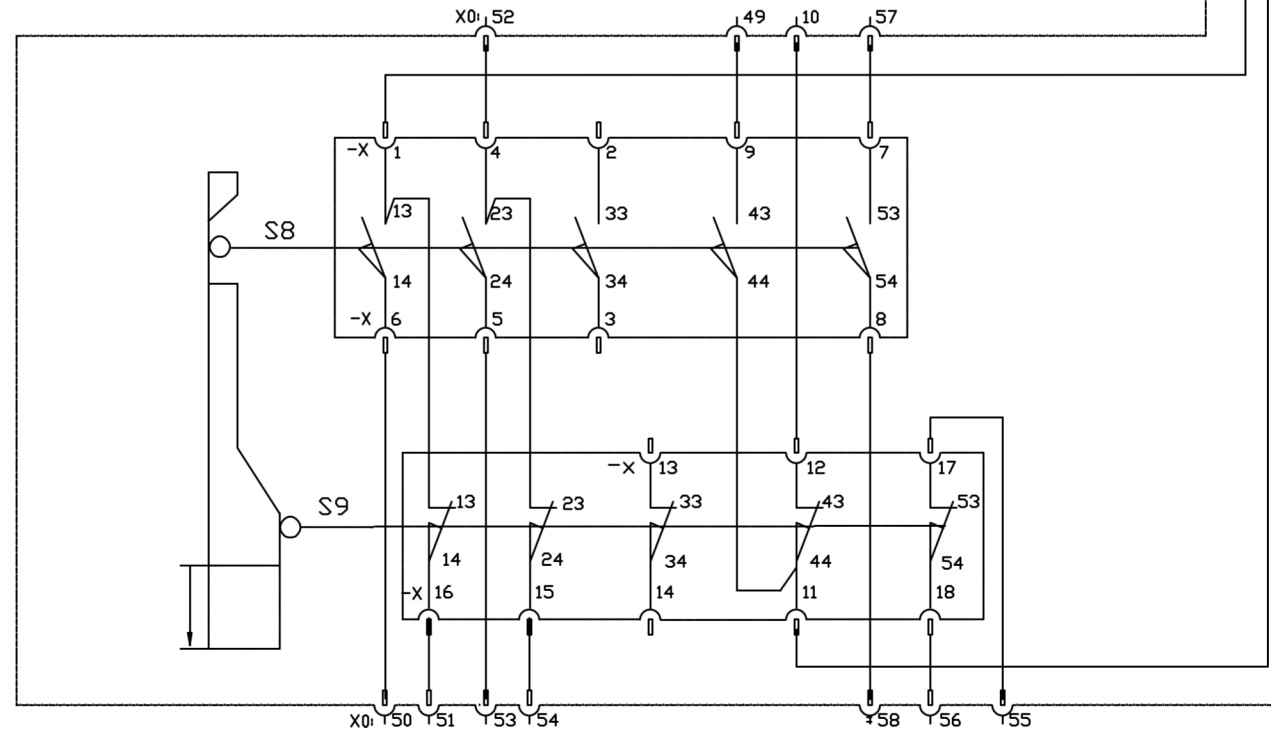 X0: 52 49 10 57
-X 1 4 2 9 7
13 23 33 43 53
S8
14 24 34 44 54
-X 6 5 3 8
-X 13 12 17
S9 13 23 33 43 53
14 24 34 44 54
-X 16 15 14 11 18
X0: 50 51 53 54 58 56 55